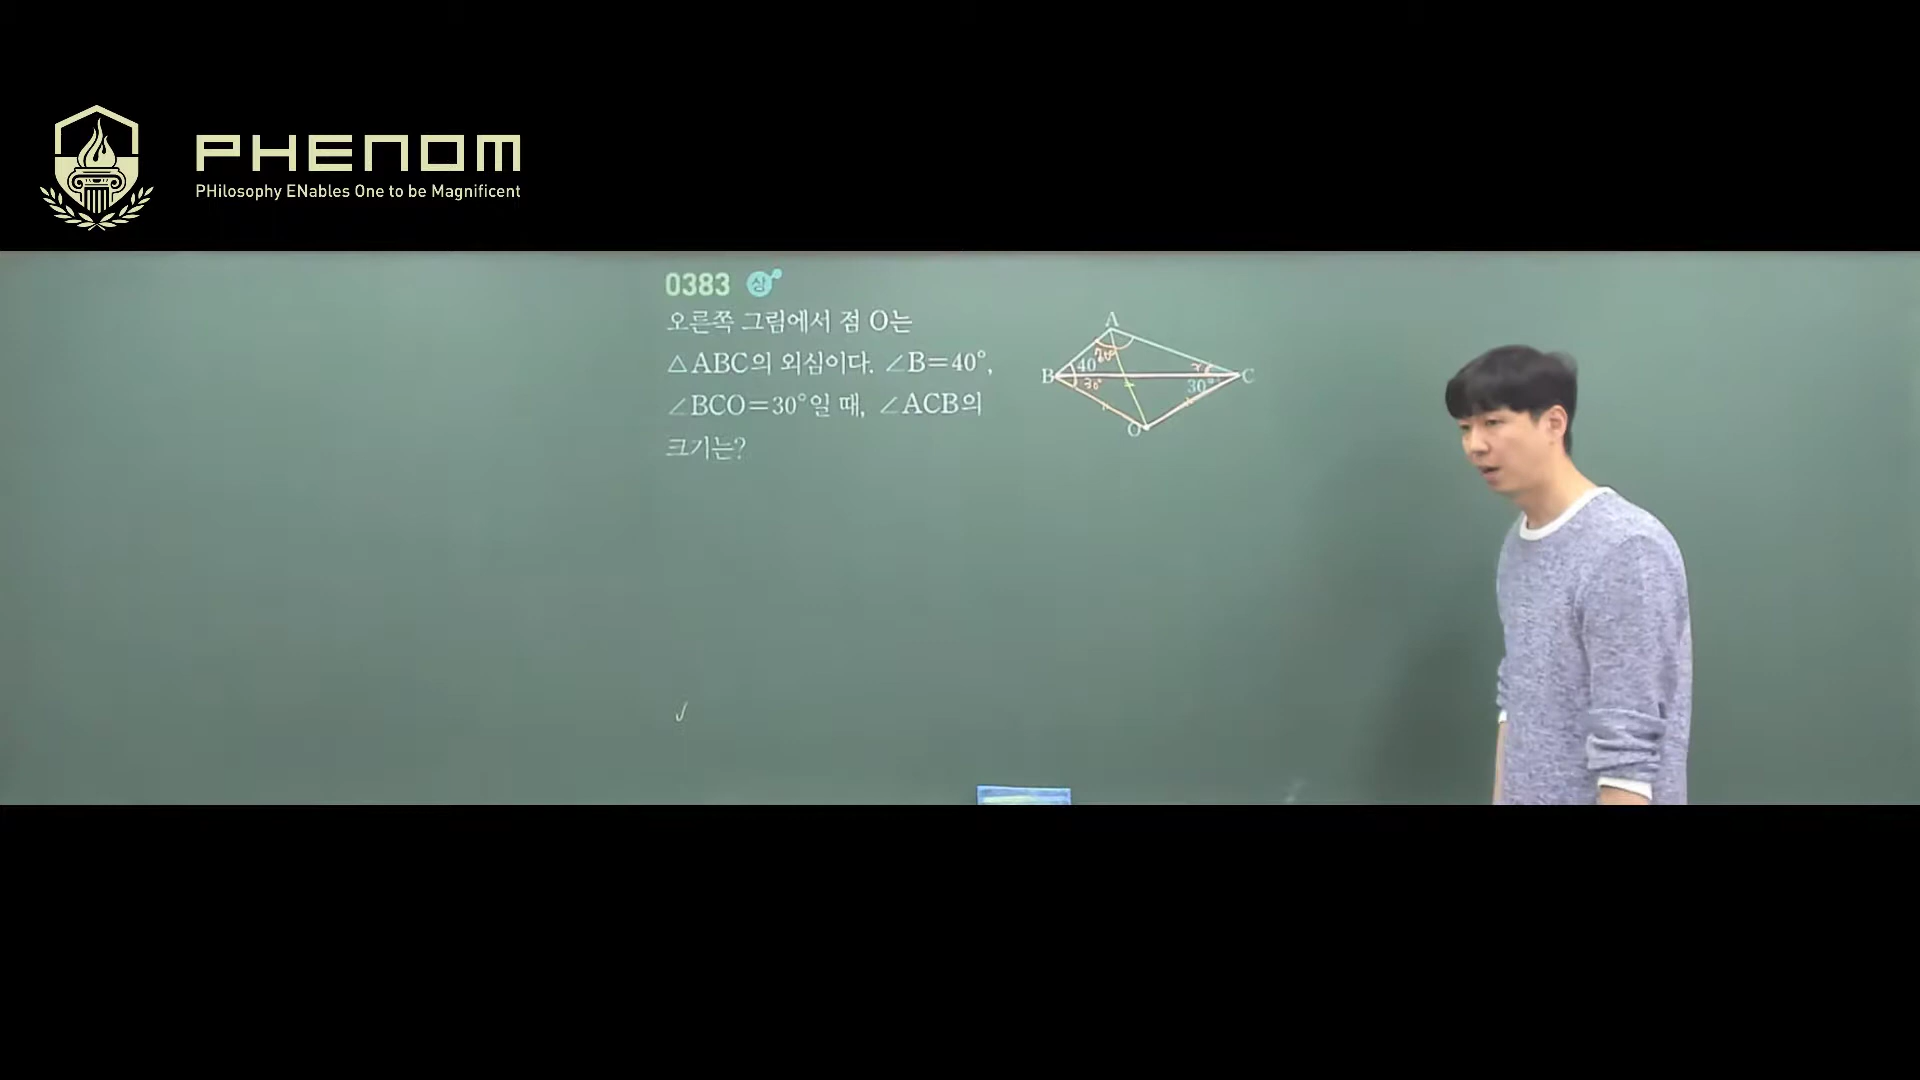 PHENOM
PHilosophy ENables One to be Magnificent
0383 상
오른쪽 그림에서 점 O는
△ABC의 외심이다. ∠B=40°,
∠BCO=30°일 때, ∠ACB의
크기는?
A
B
40
70°
30°
x
30°
C
O